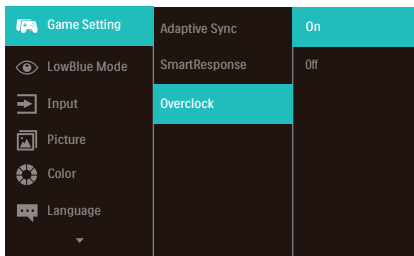 Game Setting
LowBlue Mode
Input
Picture
Color
Language
Adaptive Sync
SmartResponse
Overclock
On
Off